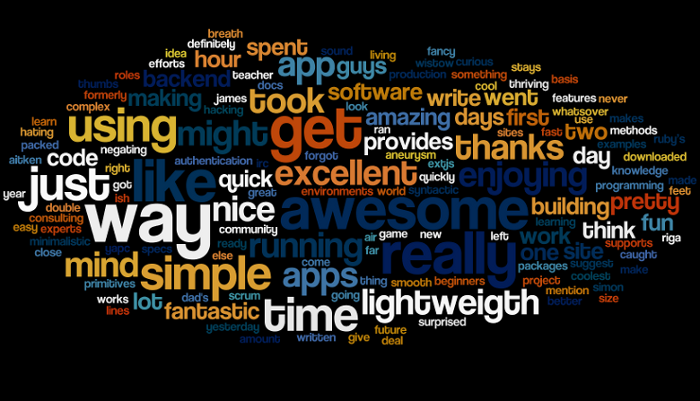 breath
definitely
idea
hour
spent
sound
living
fancy
efforts
app
guys
wistow
curious
roles
backend
teacher
production
something
stays
thumbs
docs
cool
thriving
basis
formerly
making
james
took
software
write
went
features
never
complex
hacking
look
whatsover
learn
using
might
get
amazing
days
first
use
makes
hating
ran
sites
fast
two
methods
packed
negating
provides
thanks
examples
ruby's
aitken
code
authentication
irc
forgot
aneurysm
extjs
day
downloaded
right
excellent
knowledge
year
just
got
like
quick
quickly
enjoying
programming
feet
made
ish
great
environments
world
syntactic
double
way
nice
awesome
building
pretty
consulting
easy
experts
community
learning
fun
minimalistic
ready
running
air
game
new
really
left
work
think
riga
close
yapc
specs
far
one
site
supports
caught
mind
simple
else
come
apps
thing
smooth
beginners
packages
suggest
coolest
make
primitives
project
simon
works
lot
dad's
scrum
going
lightweigth
mention
size
lines
fantastic
time
surprised
better
yesterday
future
amount
written
give
deal